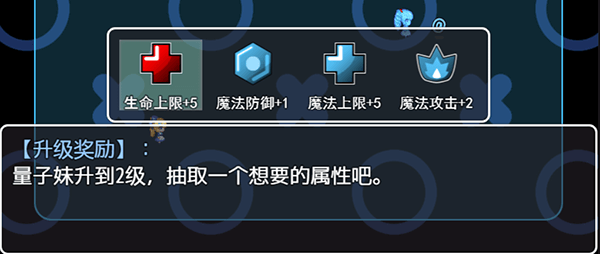 @
生命上限+5 魔法防御+1 魔法上限+5 魔法攻击+2
【升级奖励】：
量子妹升到2级，抽取一个想要的属性吧。